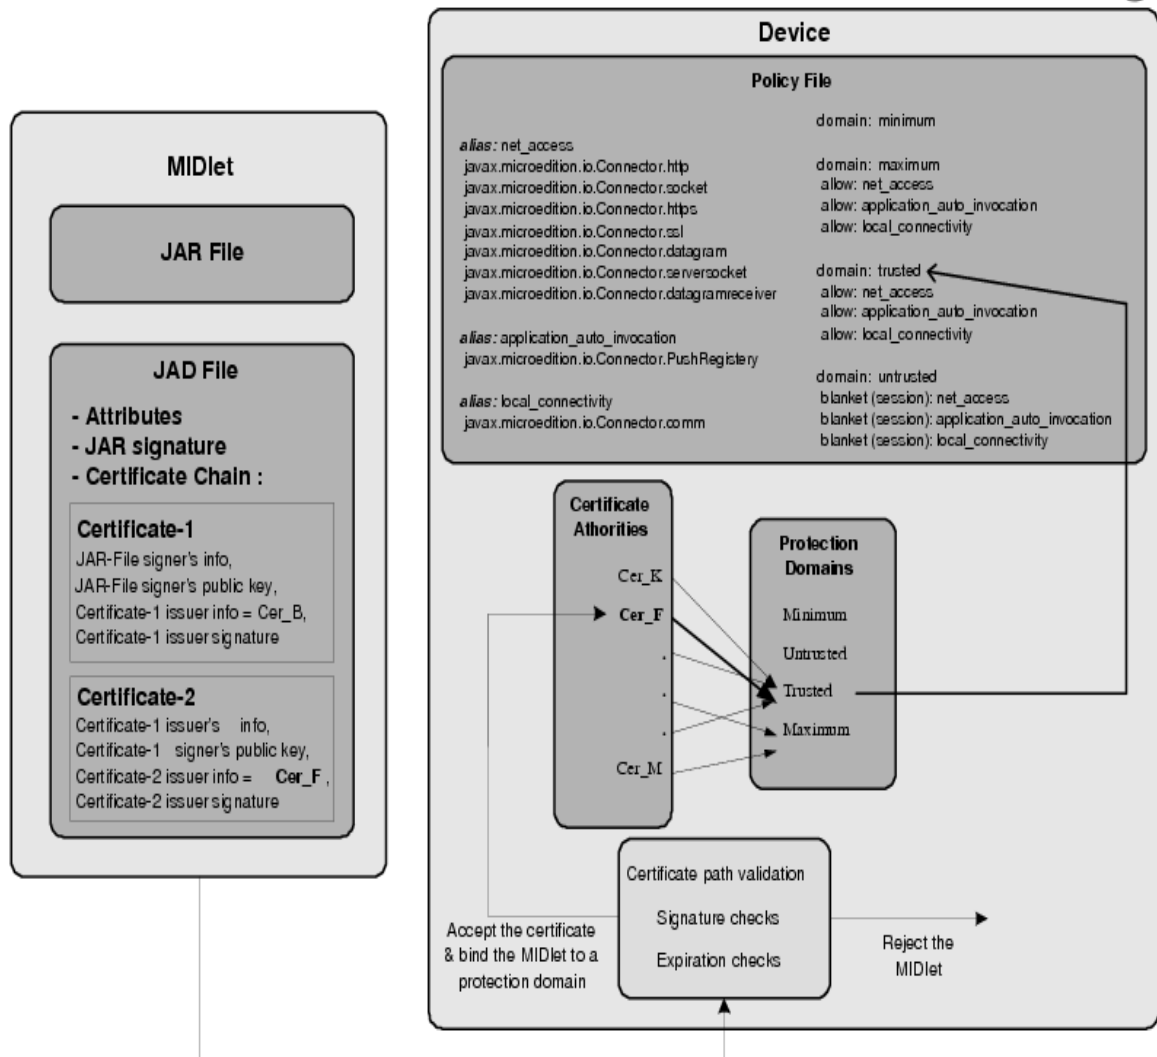 MIDlet
JAR File
JAD File
- Attributes
- JAR signature
- Certificate Chain :
Certificate-1
JAR-File signer's info,
JAR-File signer's public key,
Certificate-1 issuer info = Cer_B,
Certificate-1 issuer signature
Certificate-2
Certificate-1 issuer's info,
Certificate-1 signer's public key,
Certificate-2 issuer info = Cer_F ,
Certificate-2 issuer signature
Device
Policy File
alias: net_access
javax.microedition.io.Connector.http
javax.microedition.io.Connector.socket
javax.microedition.io.Connector.https
javax.microedition.io.Connector.ssl
javax.microedition.io.Connector.datagram
javax.microedition.io.Connector.serversocket
javax.microedition.io.Connector.datagramreceiver
alias: application_auto_invocation
javax.microedition.io.Connector.PushRegistery
alias: local_connectivity
javax.microedition.io.Connector.comm
domain: minimum
domain: maximum
allow: net_access
allow: application_auto_invocation
allow: local_connectivity
domain: trusted
allow: net_access
allow: application_auto_invocation
allow: local_connectivity
domain: untrusted
blanket (session): net_access
blanket (session): application_auto_invocation
blanket (session): local_connectivity
Certificate
Athorities
Cer_K
Cer_F
.
.
.
Cer_M
Protection
Domains
Minimum
Untrusted
Trusted
Maximum
Certificate path validation
Signature checks
Expiration checks
Accept the certificate
& bind the MIDlet to a
protection domain
Reject the
MIDlet